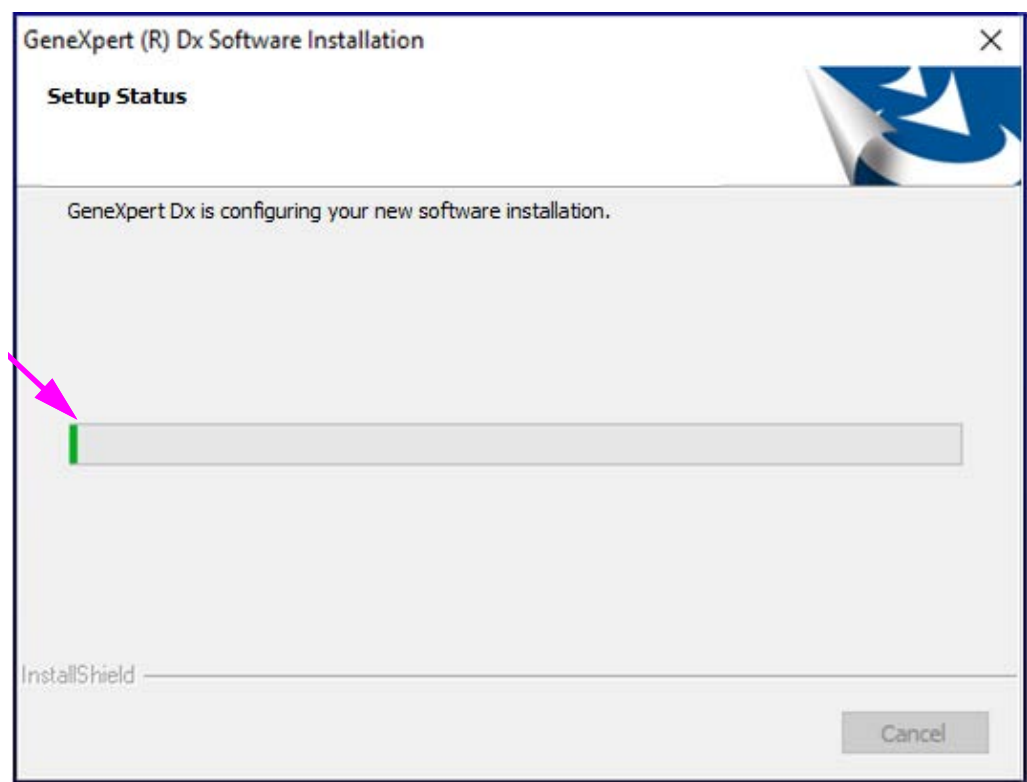 GeneXpert (R) Dx Software Installation
Setup Status
GeneXpert Dx is configuring your new software installation.
InstallShield
Cancel